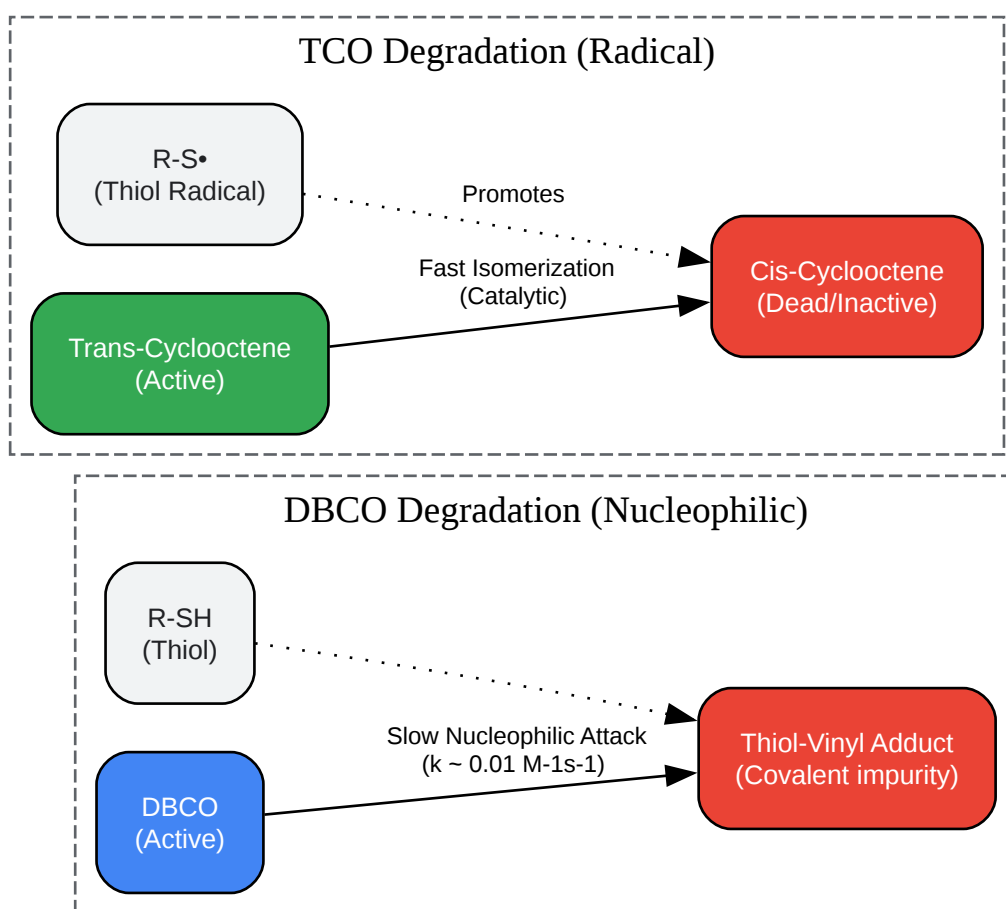 TCO Degradation (Radical)
R-S•
(Thiol Radical)
Promotes
Fast Isomerization
(Catalytic)
Cis-Cyclooctene
(Dead/Inactive)
Trans-Cyclooctene
(Active)
DBCO Degradation (Nucleophilic)
R-SH
(Thiol)
Slow Nucleophilic Attack
(k ~ 0.01 M-1s-1)
Thiol-Vinyl Adduct
(Covalent impurity)
DBCO
(Active)